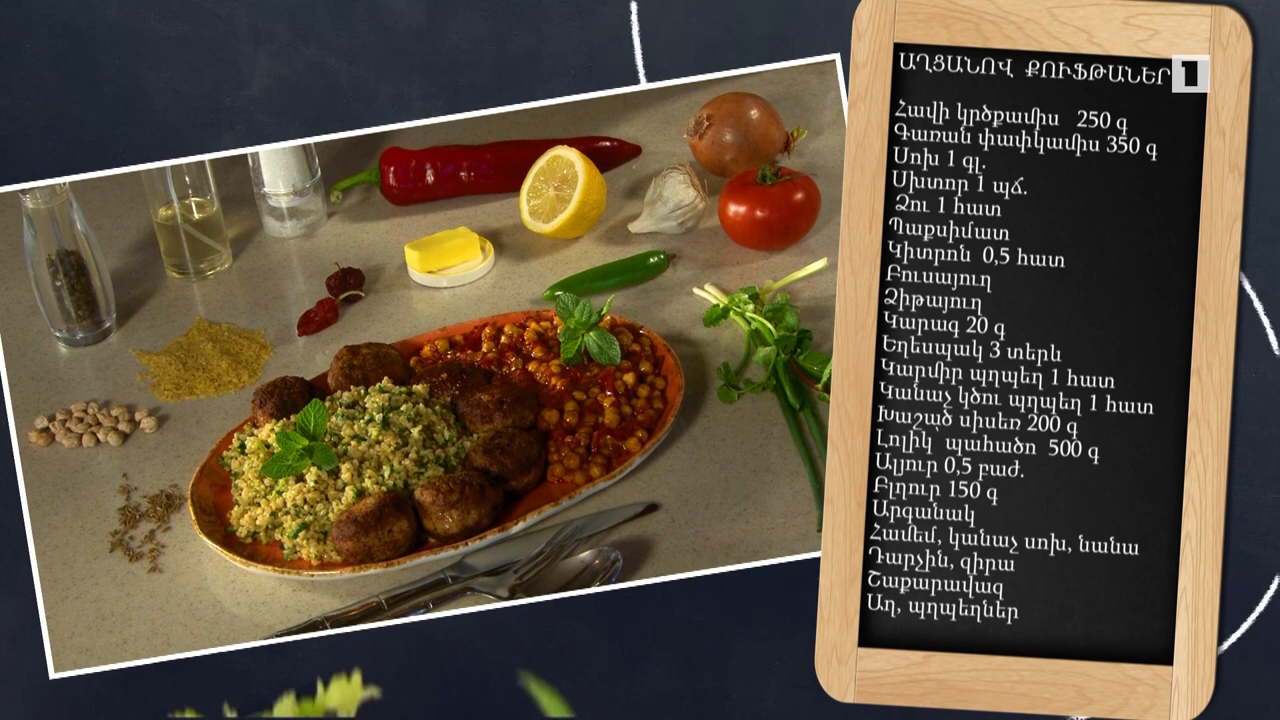 ԱՂՑԱՆՈՎ ՔՈՒՖԹԱՆԵՐ 1
Հավի կրծքամիս 250 գ
Գառան փափկամիս 350 գ
Սոխ 1 գլ.
Սխտոր 1 պճ.
Ձու 1 հատ
Պաքսիմատ
Կիտրոն 0,5 հատ
Բուսայուղ
Ձիթայուղ
Կարագ 20 գ
Եղեսպակ 3 տերև
Կարմիր պղպեղ 1 հատ
Կանաչ կծու պղպեղ 1 հատ
Խաշած սիսեռ 200 գ
Լոլիկ պահածո 500 գ
Ալյուր 0,5 բաժ.
Բլղուր 150 գ
Արգանակ
Համեմ, կանաչ սոխ, նանա
Դարչին, զիրա
Շաքարավազ
Աղ, պղպեղներ